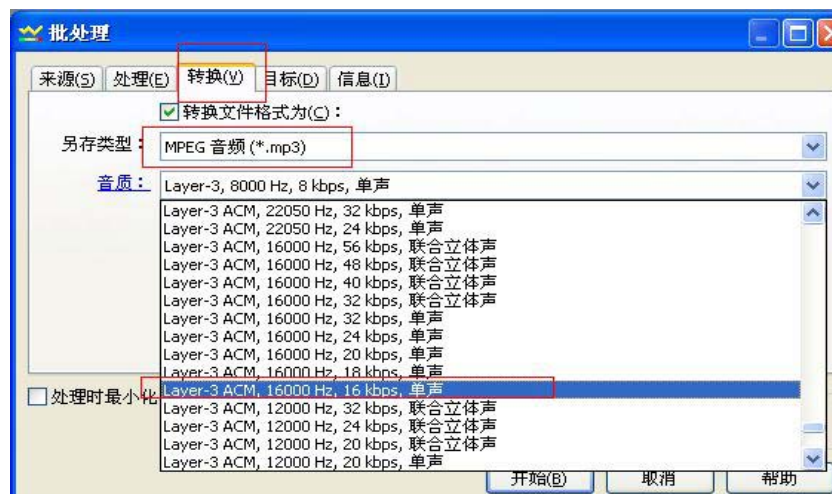 批处理
来源(S) 处理(E) 转换(V) 目标(D) 信息(I)
转换文件格式为(C)：
另存类型： MPEG 音频 (*.mp3)
音质： Layer-3, 8000 Hz, 8 kbps, 单声
Layer-3 ACM, 22050 Hz, 32 kbps, 单声
Layer-3 ACM, 22050 Hz, 24 kbps, 单声
Layer-3 ACM, 16000 Hz, 56 kbps, 联合立体声
Layer-3 ACM, 16000 Hz, 48 kbps, 联合立体声
Layer-3 ACM, 16000 Hz, 40 kbps, 联合立体声
Layer-3 ACM, 16000 Hz, 32 kbps, 联合立体声
Layer-3 ACM, 16000 Hz, 32 kbps, 单声
Layer-3 ACM, 16000 Hz, 24 kbps, 单声
Layer-3 ACM, 16000 Hz, 20 kbps, 单声
Layer-3 ACM, 16000 Hz, 18 kbps, 单声
处理时最小化 Layer-3 ACM, 16000 Hz, 16 kbps, 单声
Layer-3 ACM, 12000 Hz, 32 kbps, 联合立体声
Layer-3 ACM, 12000 Hz, 24 kbps, 联合立体声
Layer-3 ACM, 12000 Hz, 20 kbps, 联合立体声
Layer-3 ACM, 12000 Hz, 20 kbps, 单声
开始(B) 取消 帮助